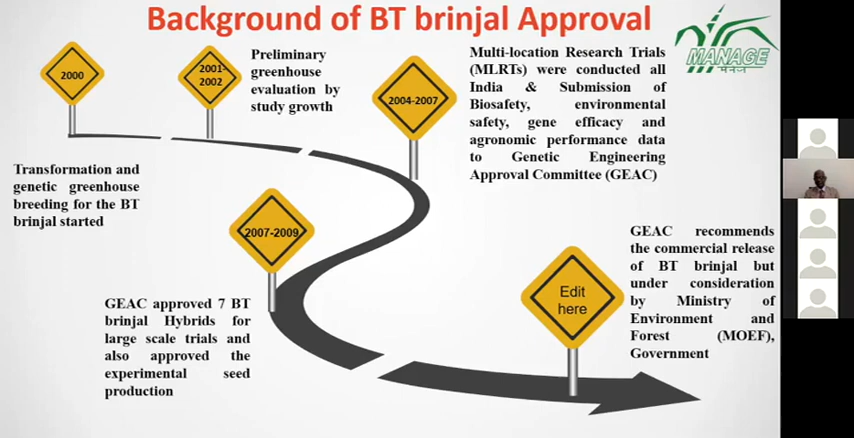 Background of BT brinjal Approval
MANAGE
मैनेज
2000
Transformation and
genetic greenhouse
breeding for the BT
brinjal started
2001-
2002
Preliminary
greenhouse
evaluation by
study growth
2004-2007
Multi-location Research Trials
(MLRTs) were conducted all
India & Submission of
Biosafety, environmental
safety, gene efficacy and
agronomic performance data
to Genetic Engineering
Approval Committee (GEAC)
2007-2009
GEAC approved 7 BT
brinjal Hybrids for
large scale trials and
also approved the
experimental seed
production
Edit
here
GEAC recommends
the commercial release
of BT brinjal but
under consideration
by Ministry of
Environment and
Forest (MOEF),
Government